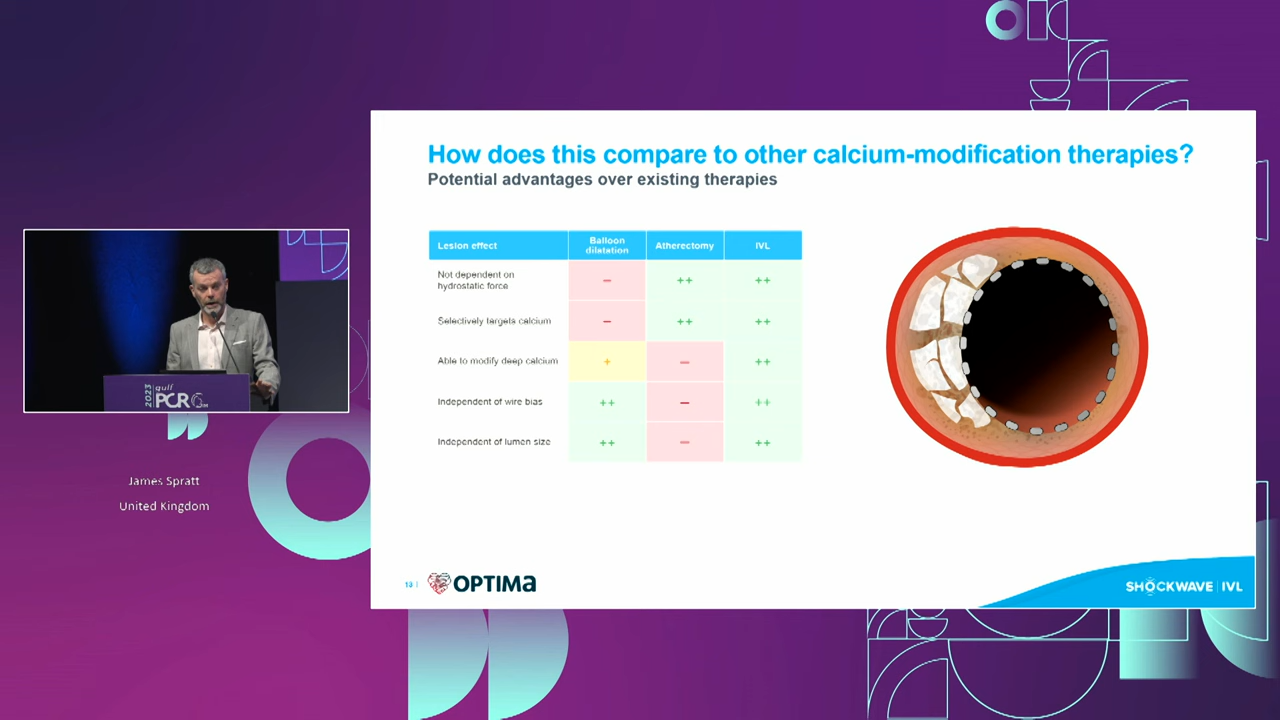 How does this compare to other calcium-modification therapies?
Potential advantages over existing therapies
Lesion effect
Balloon
dilatation
Atherectomy
IVL
Not dependent on
hydrostatic force
–
++
++
Selectively targets calcium
–
++
++
Able to modify deep calcium
+
–
++
Independent of wire bias
++
–
++
Independent of lumen size
++
–
++
2023
gulf
PCR
James Spratt
United Kingdom
OPTIMa
SHOCKWAVE | IVL